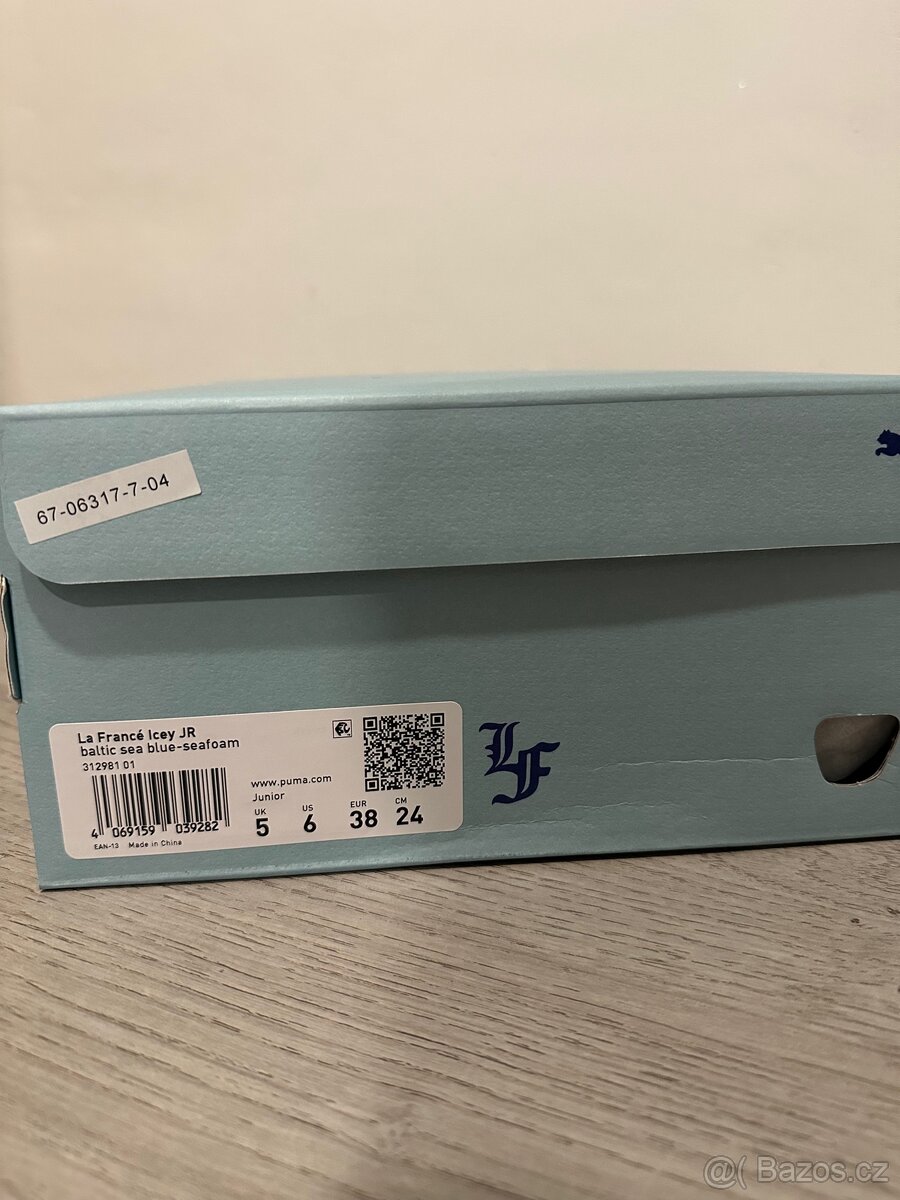 67-06317-7-04
La Francé Icey JR
baltic sea blue-seafoam
312981 01
www.puma.com
Junior
UK US EUR CM
5 6 38 24
4 069159 039282
EAN-13 Made in China
LF
@( Bazos.cz